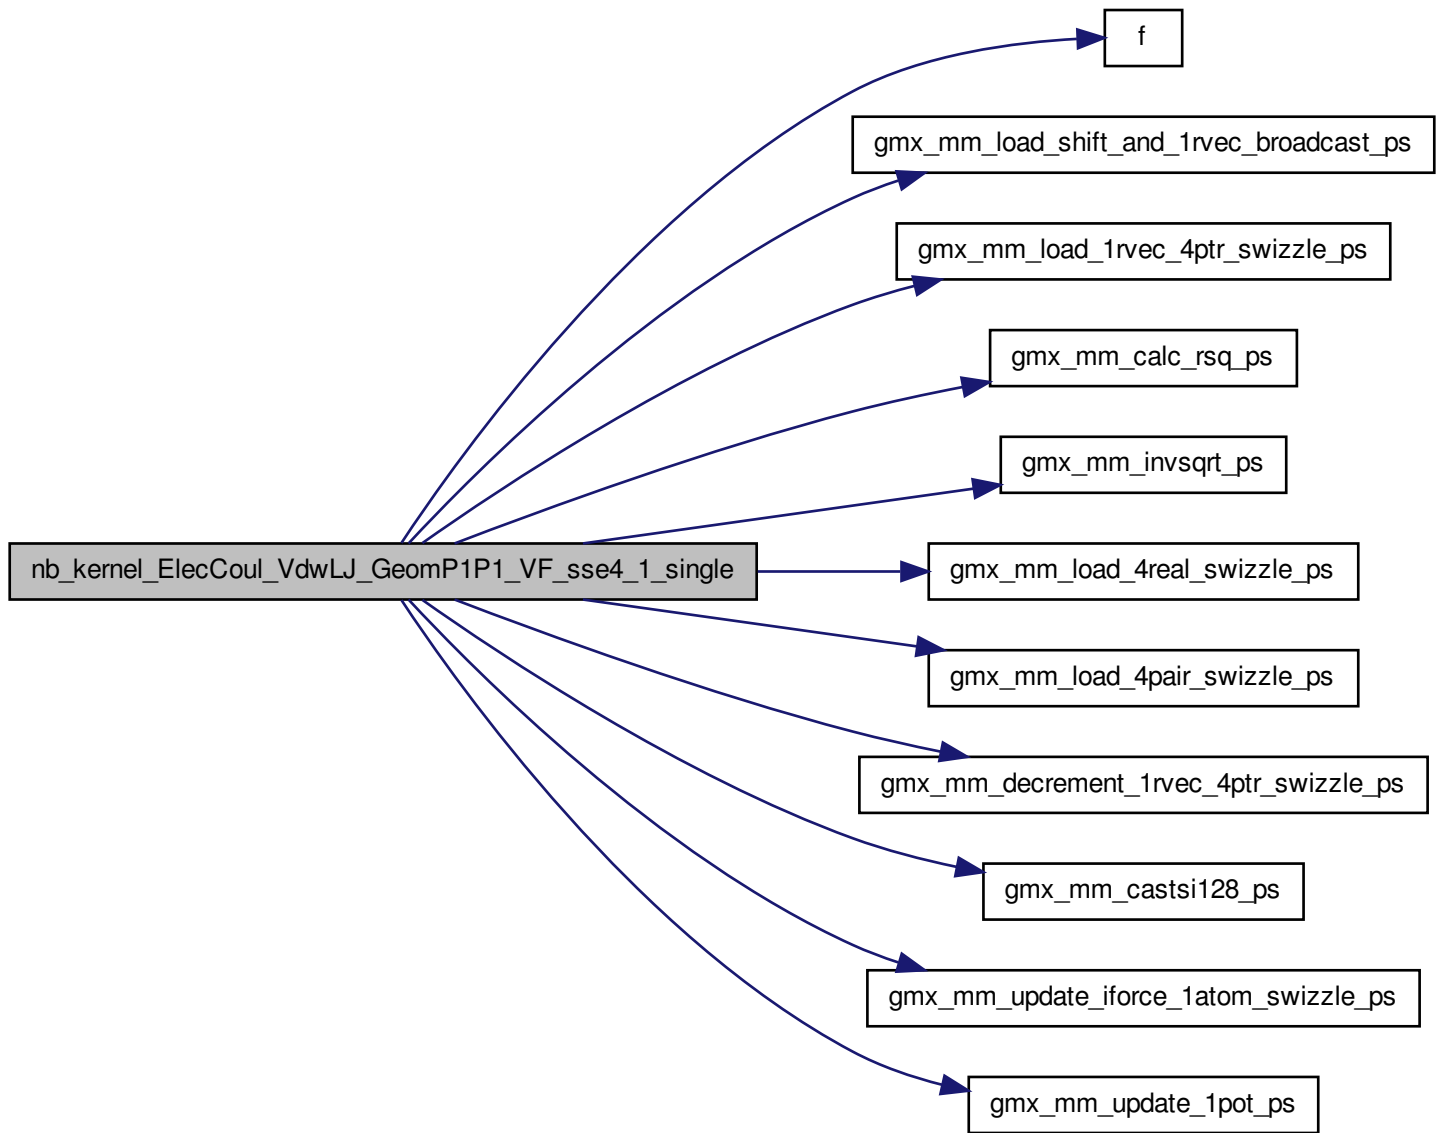 f
gmx_mm_load_shift_and_1rvec_broadcast_ps
gmx_mm_load_1rvec_4ptr_swizzle_ps
gmx_mm_calc_rsq_ps
gmx_mm_invsqrt_ps
nb_kernel_ElecCoul_VdwLJ_GeomP1P1_VF_sse4_1_single
gmx_mm_load_4real_swizzle_ps
gmx_mm_load_4pair_swizzle_ps
gmx_mm_decrement_1rvec_4ptr_swizzle_ps
gmx_mm_castsi128_ps
gmx_mm_update_iforce_1atom_swizzle_ps
gmx_mm_update_1pot_ps